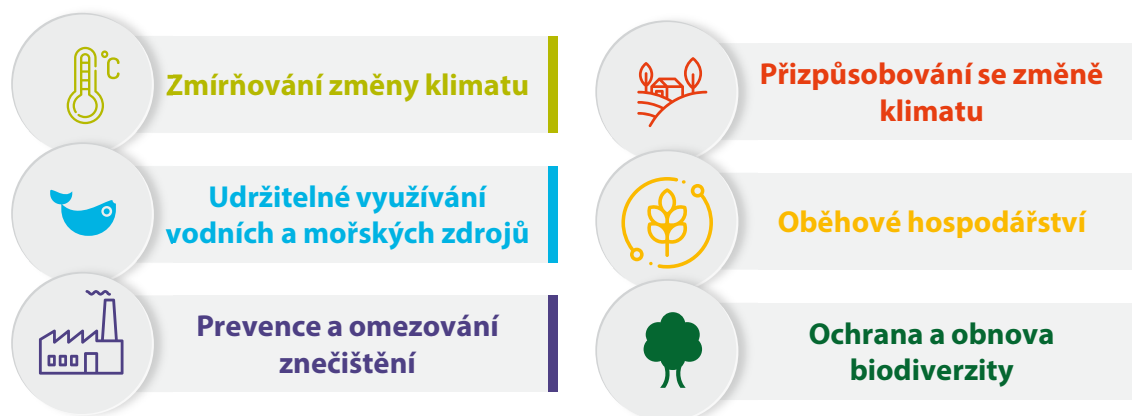 °C
Zmírňování změny klimatu
Přizpůsobování se změně
klimatu
Udržitelné využívání
vodních a mořských zdrojů
Oběhové hospodářství
Prevence a omezování
znečištění
Ochrana a obnova
biodiverzity